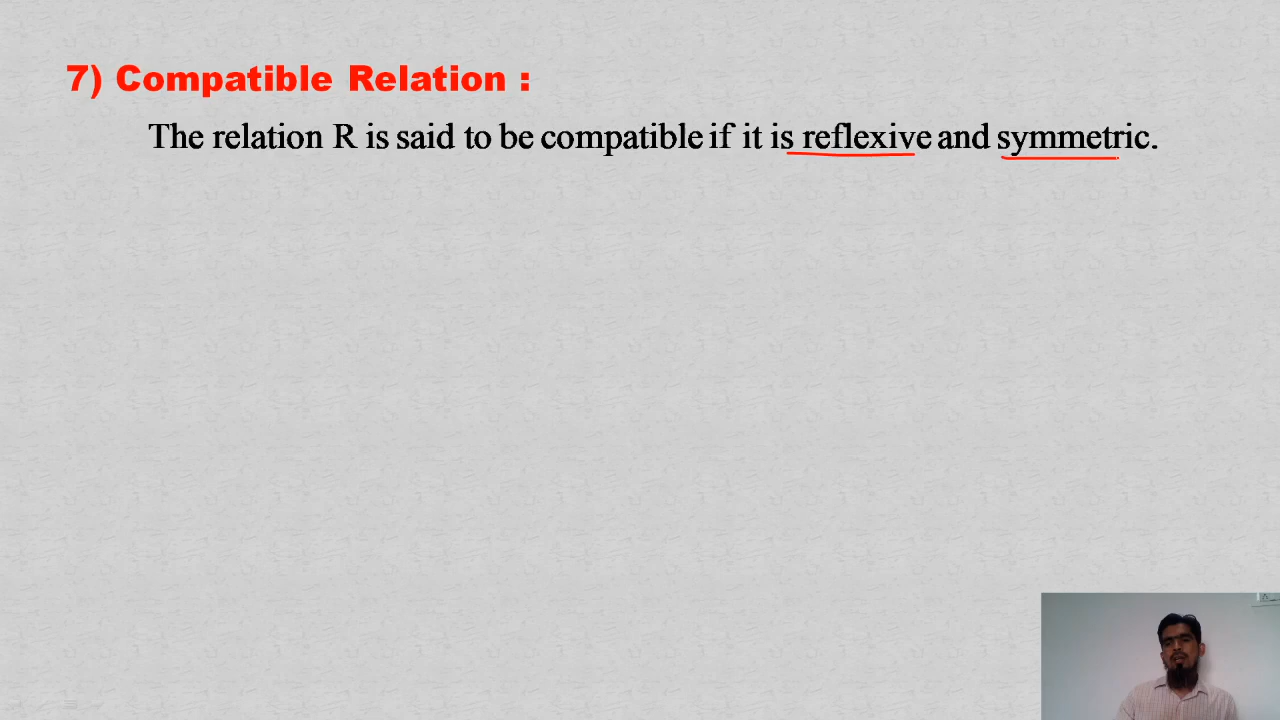 7) Compatible Relation :
The relation R is said to be compatible if it is reflexive and symmetric.